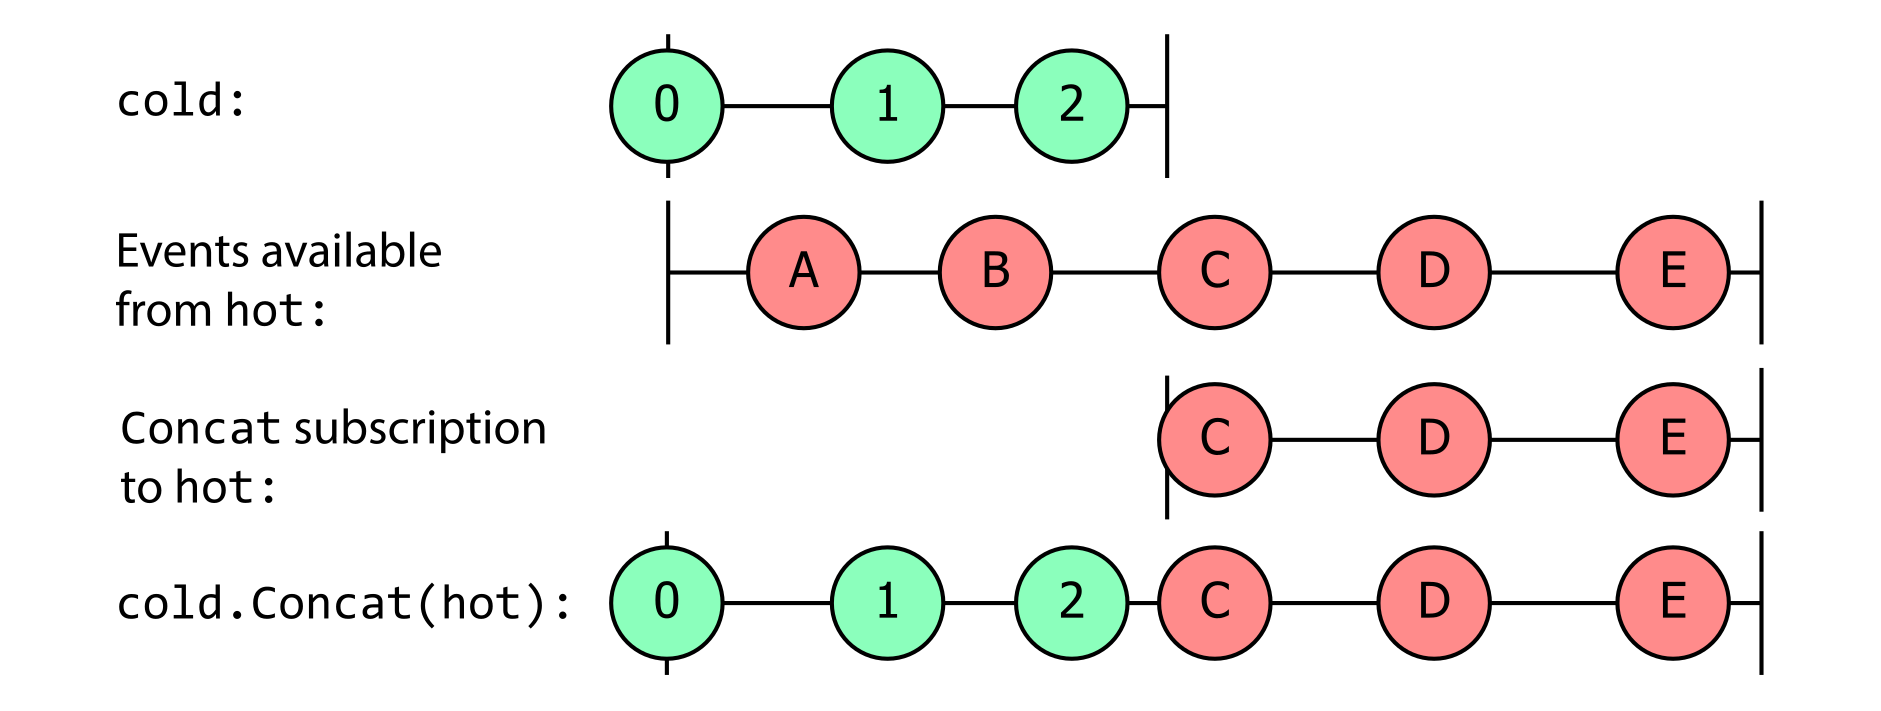 cold: 0 1 2
Events available A B C D E
from hot:
Concat subscription C D E
to hot:
cold.Concat(hot): 0 1 2 C D E